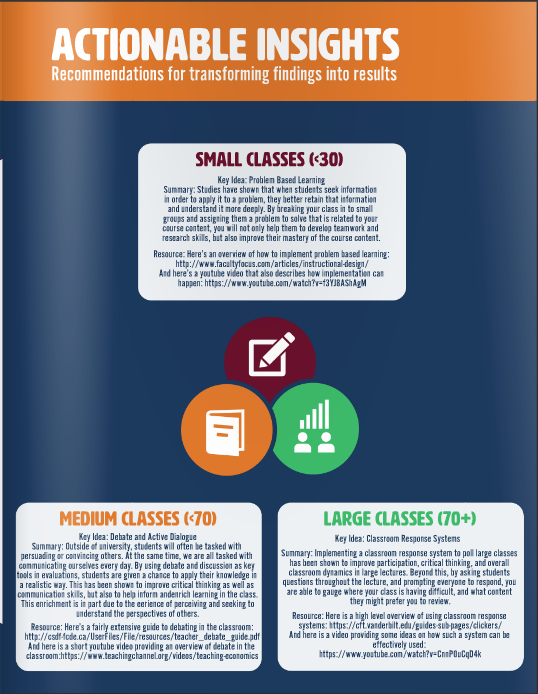 ACTIONABLE INSIGHTS
Recommendations for transforming findings into results
SMALL CLASSES (<30)
Key Idea: Problem Based Learning
Summary: Studies have shown that when students seek information
in order to apply it to a problem, they better retain that information
and understand it more deeply. By breaking your class in to small
groups and assigning them a problem to solve that is related to your
course content, you will not only help them to develop teamwork and
research skills, but also improve their mastery of the course content.
Resource: Here's an overview of how to implement problem based learning:
http://www.facultyfocus.com/articles/instructional-design/
And here's a youtube video that also describes how implementation can
happen: https://www.youtube.com/watch?v=f3YJ8AShAgM
MEDIUM CLASSES (<70)
Key Idea: Debate and Active Dialogue
Summary: Outside of university, students will often be tasked with
persuading or convincing others. At the same time, we are all tasked with
communicating ourselves every day. By using debate and discussion as key
tools in evaluations, students are given a chance to apply their knowledge in
a realistic way. This has been shown to improve critical thinking as well as
communication skills, but also to help inform andenrich learning in the class.
This enrichment is in part due to the eerience of perceiving and seeking to
understand the perspectives of others.
Resource: Here's a fairly extensive guide to debating in the classroom:
http://csdf-fcde.ca/UserFiles/File/resources/teacher_debate_guide.pdf
And here is a short youtube video providing an overview of debate in the
classroom:https://www.teachingchannel.org/videos/teaching-economics
LARGE CLASSES (70+)
Key Idea: Classroom Response Systems
Summary: Implementing a classroom response system to poll large classes
has been shown to improve participation, critical thinking, and overall
classroom dynamics in large lectures. Beyond this, by asking students
questions throughout the lecture, and prompting everyone to respond, you
are able to gauge where your class is having difficult, and what content
they might prefer you to review.
Resource: Here is a high level overview of using classroom response
systems: https://cft.vanderbilt.edu/guides-sub-pages/clickers/
And here is a video providing some ideas on how such a system can be
effectively used:
https://www.youtube.com/watch?v=CnnP0uCqD4k